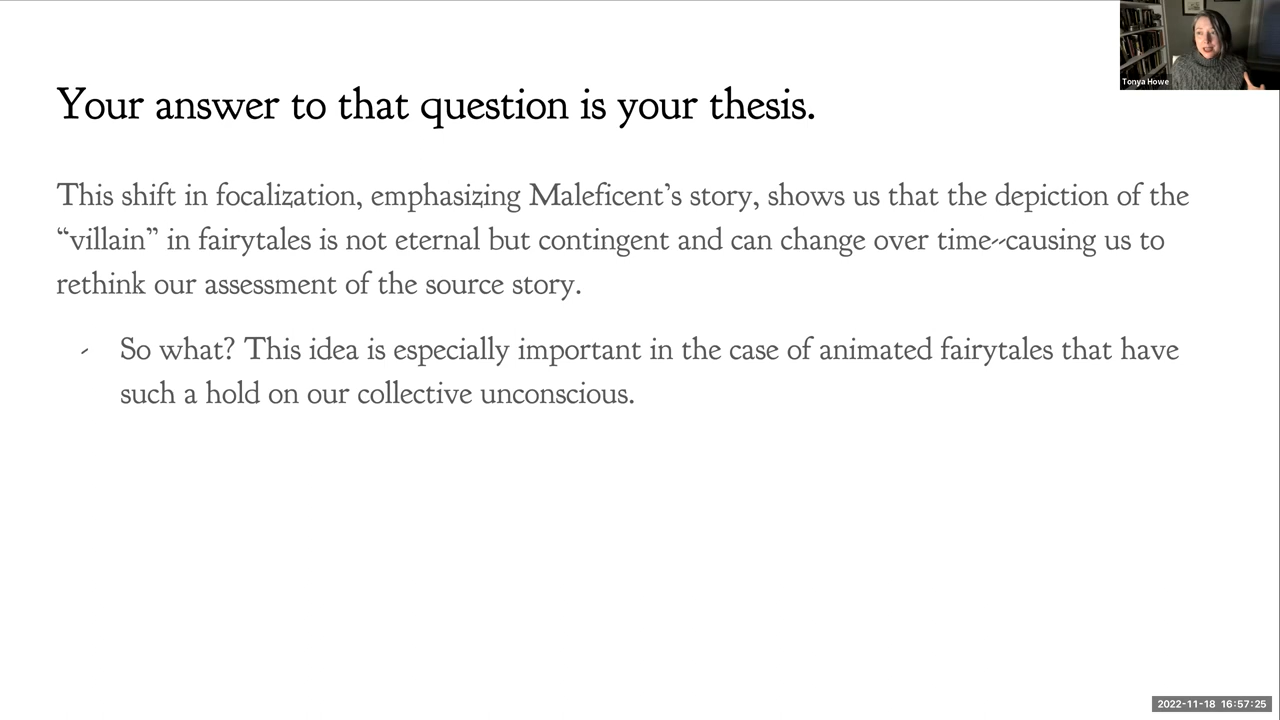 Tonya Howe
Your answer to that question is your thesis.
This shift in focalization, emphasizing Maleficent’s story, shows us that the depiction of the
“villain” in fairytales is not eternal but contingent and can change over time--causing us to
rethink our assessment of the source story.
- So what? This idea is especially important in the case of animated fairytales that have
such a hold on our collective unconscious.
2022-11-18 16:57:25